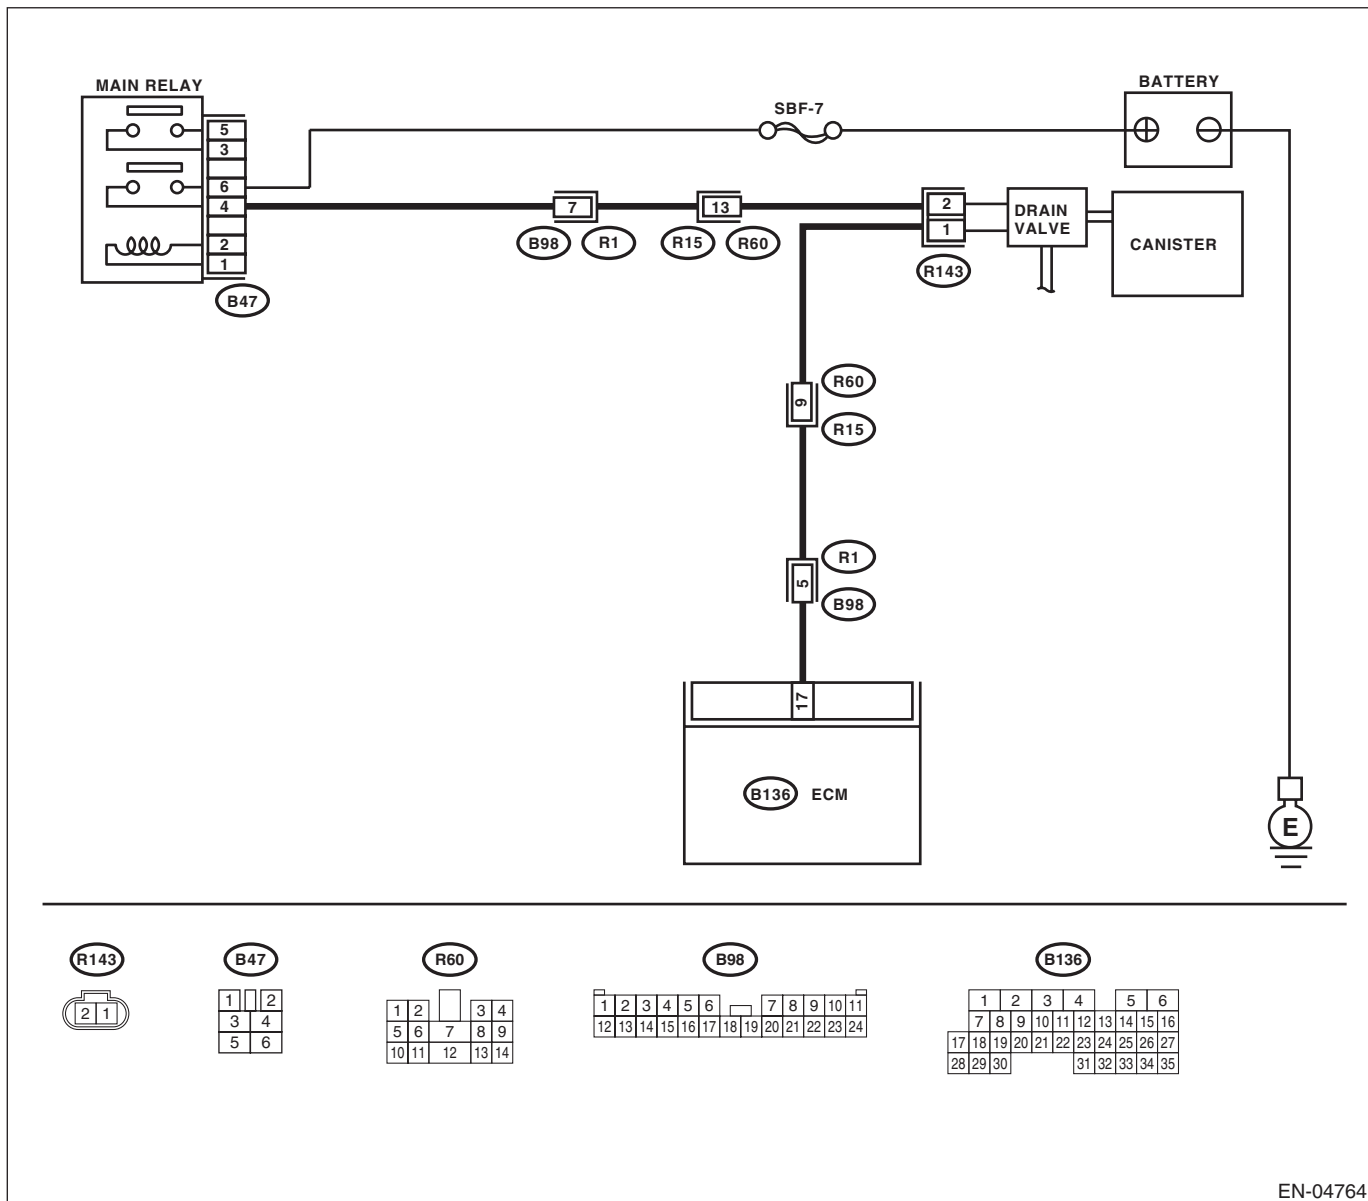 MAIN RELAY
BATTERY
SBF-7
5
3
6
4
2
1
B47
7
B98 R1
13
R15 R60
2
1
R143
DRAIN
VALVE
CANISTER
9
R60
R15
5
R1
B98
17
B136 ECM
E
R143
2 1
B47
1 2
3 4
5 6
R60
1 2 3 4
5 6 7 8 9
10 11 12 13 14
B98
1 2 3 4 5 6 7 8 9 10 11
12 13 14 15 16 17 18 19 20 21 22 23 24
B136
1 2 3 4 5 6
7 8 9 10 11 12 13 14 15 16
17 18 19 20 21 22 23 24 25 26 27
28 29 30 31 32 33 34 35
EN-04764